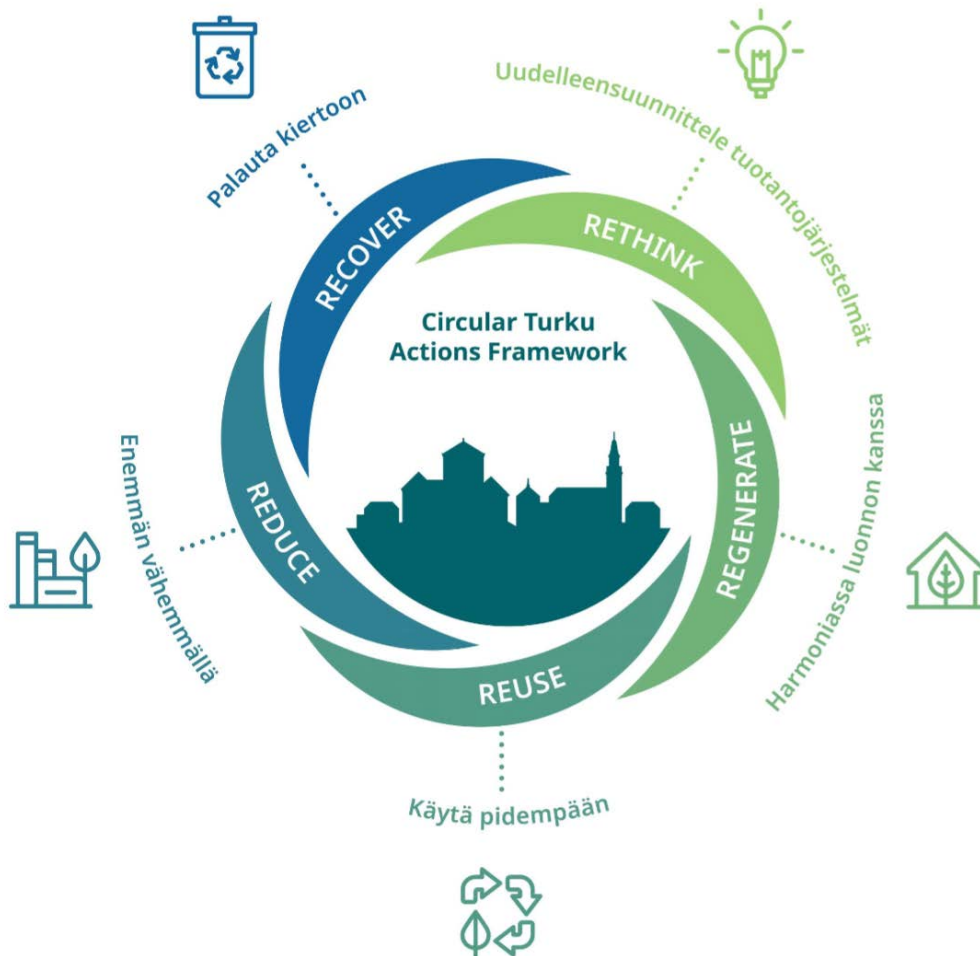 Palauta kiertoon
Uudelleensuunnittele tuotantojärjestelmät
RECOVER
RETHINK
Circular Turku
Actions Framework
Enemmän vähemmällä
REDUCE
REGENERATE
Harmoniassa luonnon kanssa
REUSE
Käytä pidempään